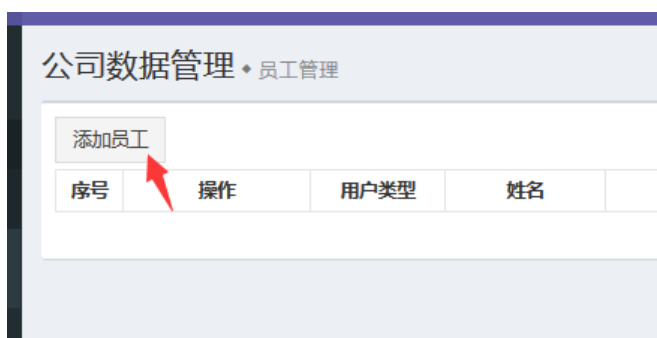 公司数据管理 • 员工管理
添加员工
序号 操作 用户类型 姓名